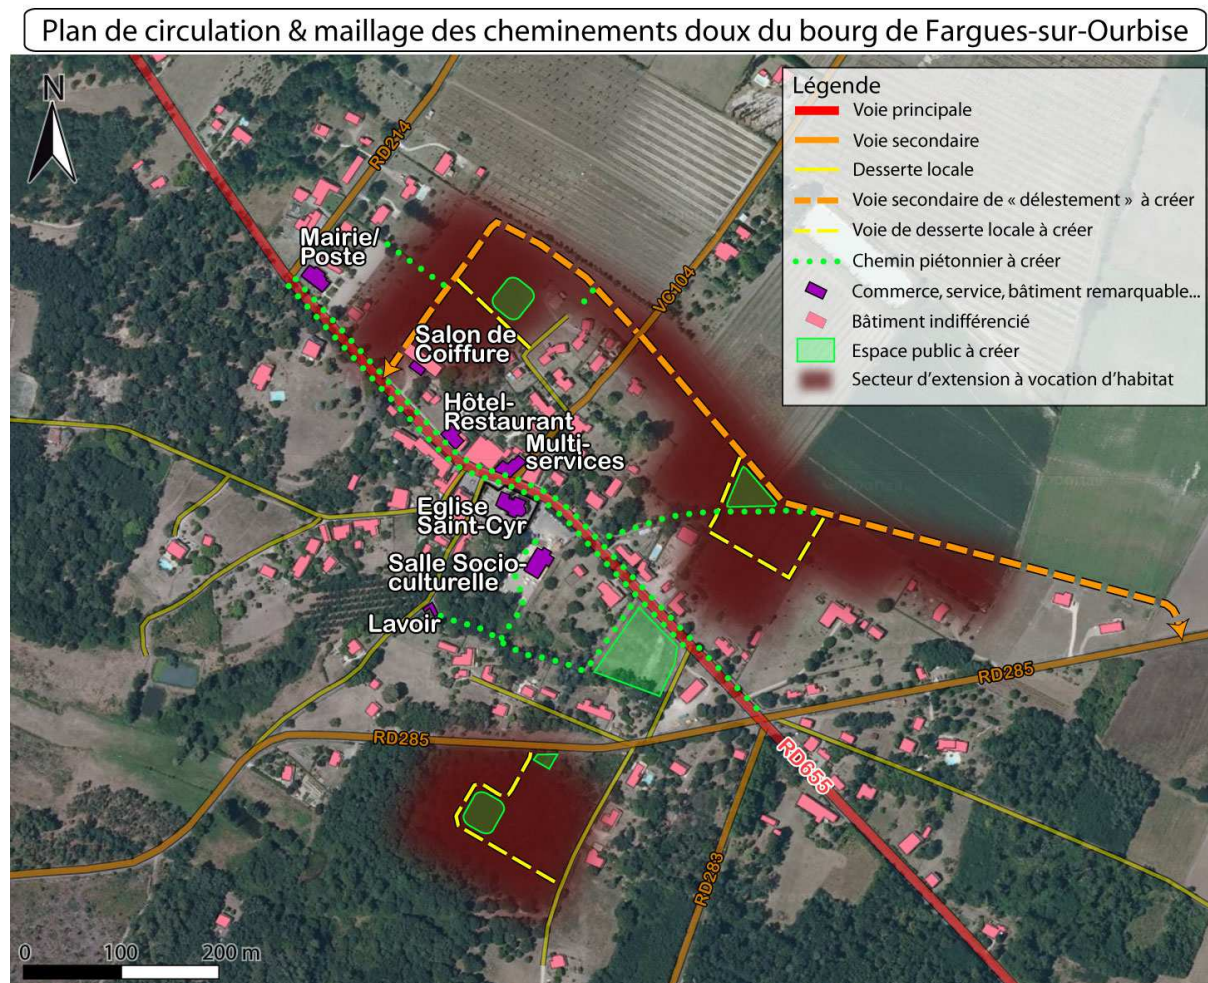 Plan de circulation & maillage des cheminements doux du bourg de Fargues-sur-Ourbise
N
Légende
Voie principale
Voie secondaire
Desserte locale
Voie secondaire de « délestement » à créer
Voie de desserte locale à créer
Chemin piétonnier à créer
Commerce, service, bâtiment remarquable...
Bâtiment indifférencié
Espace public à créer
Secteur d'extension à vocation d'habitat
RD214
Mairie/
Poste
VC104
Salon de
Coiffure
Hôtel-
Restaurant
Multi-
services
Eglise
Saint-Cyr
Salle Socio-
culturelle
Lavoir
RD285
RD285
RD655
RD283
0 100 200 m